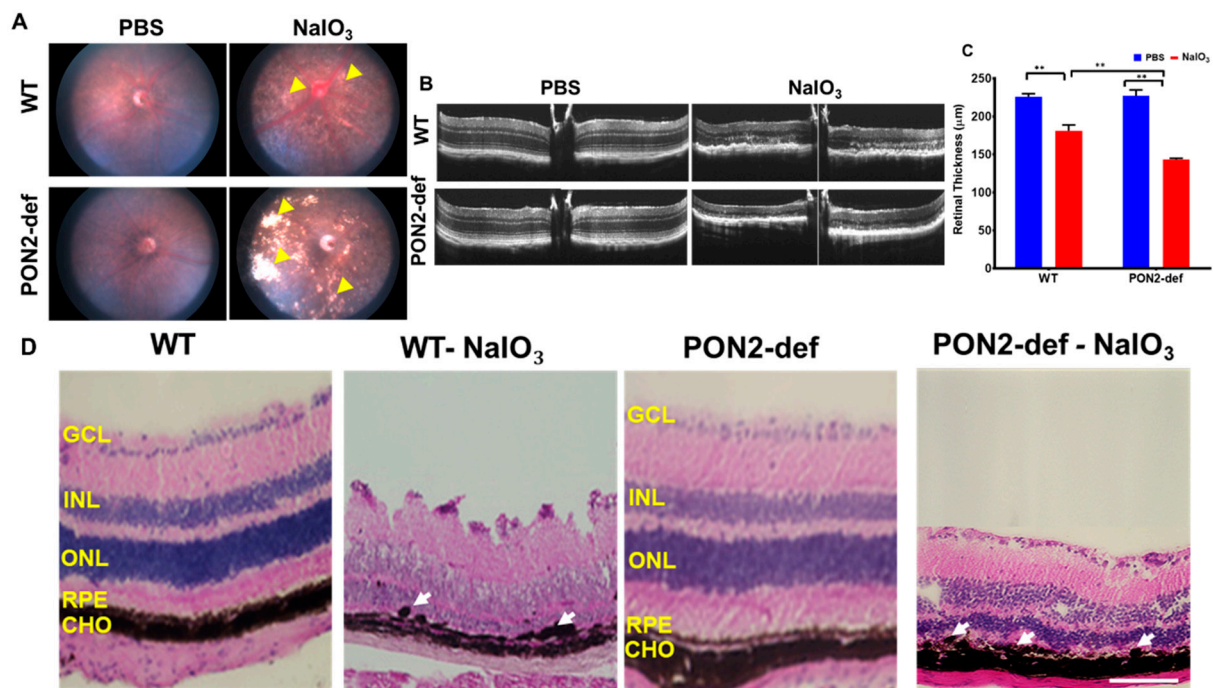 A
PBS
NaIO₃
WT
PON2-def
B
PBS
NaIO₃
WT
PON2-def
C
PBS
NaIO₃
**
**
**
Retinal Thickness (μm)
250
200
150
100
50
0
WT
PON2-def
D
WT
WT- NaIO₃
PON2-def
PON2-def - NaIO₃
GCL
INL
ONL
RPE
CHO
GCL
INL
ONL
RPE
CHO